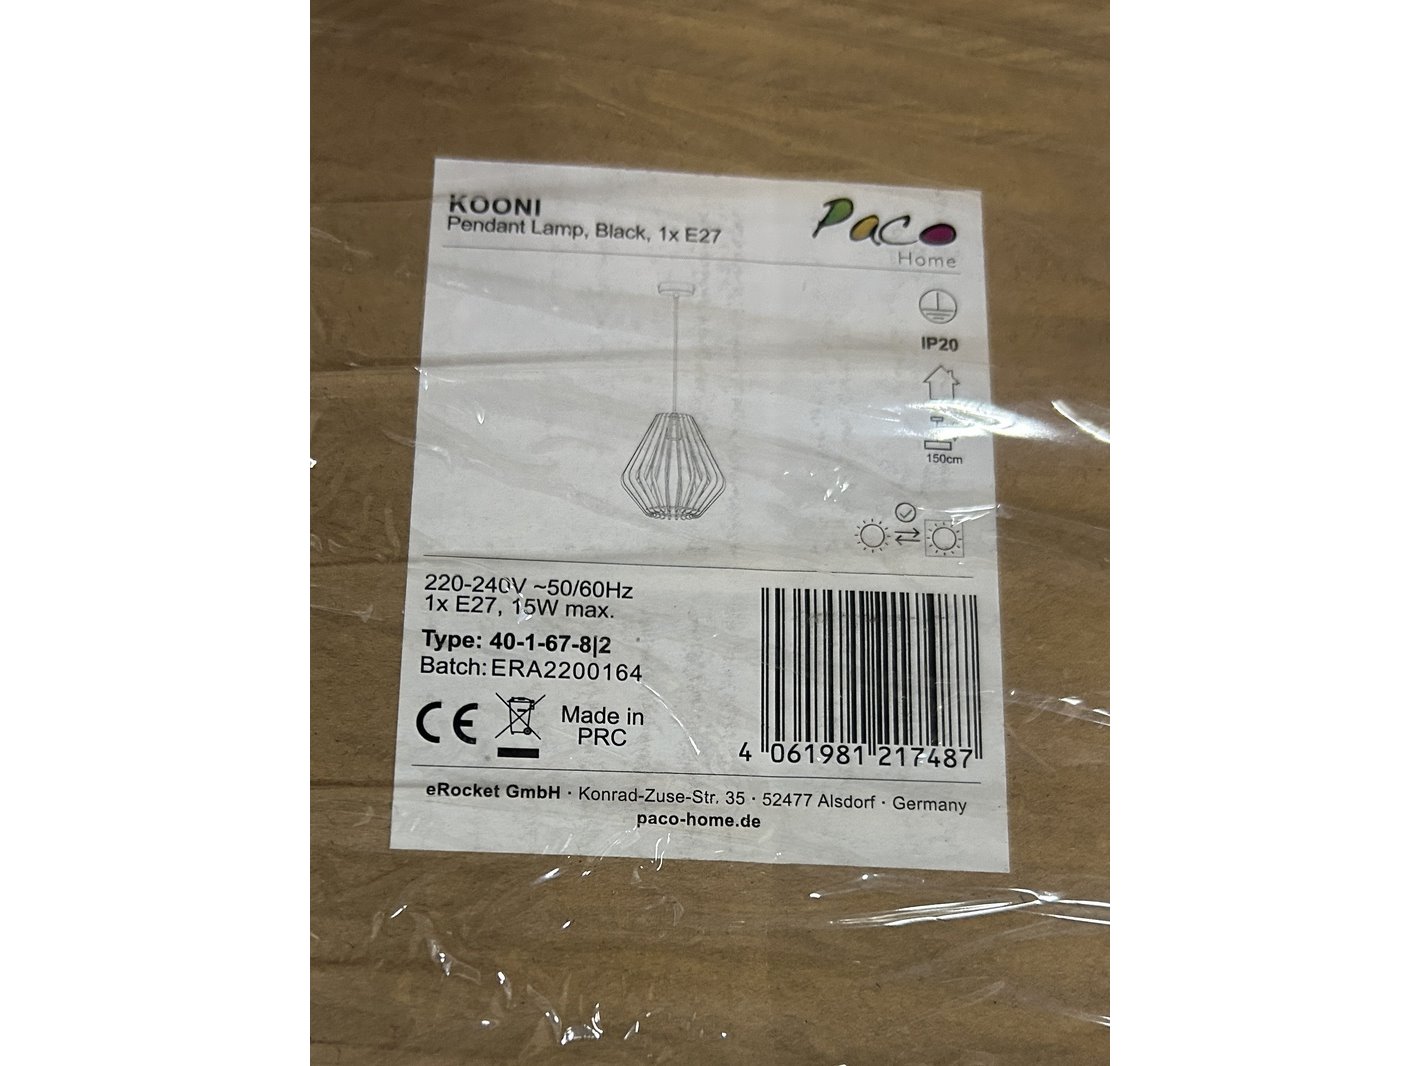 KOONI
Pendant Lamp, Black, 1x E27
Paco
Home
IP20
150cm
220-240V ~50/60Hz
1x E27, 15W max.
Type: 40-1-67-8|2
Batch: ERA2200164
CE
Made in
PRC
4 061981 217487
eRocket GmbH · Konrad-Zuse-Str. 35 · 52477 Alsdorf · Germany
paco-home.de